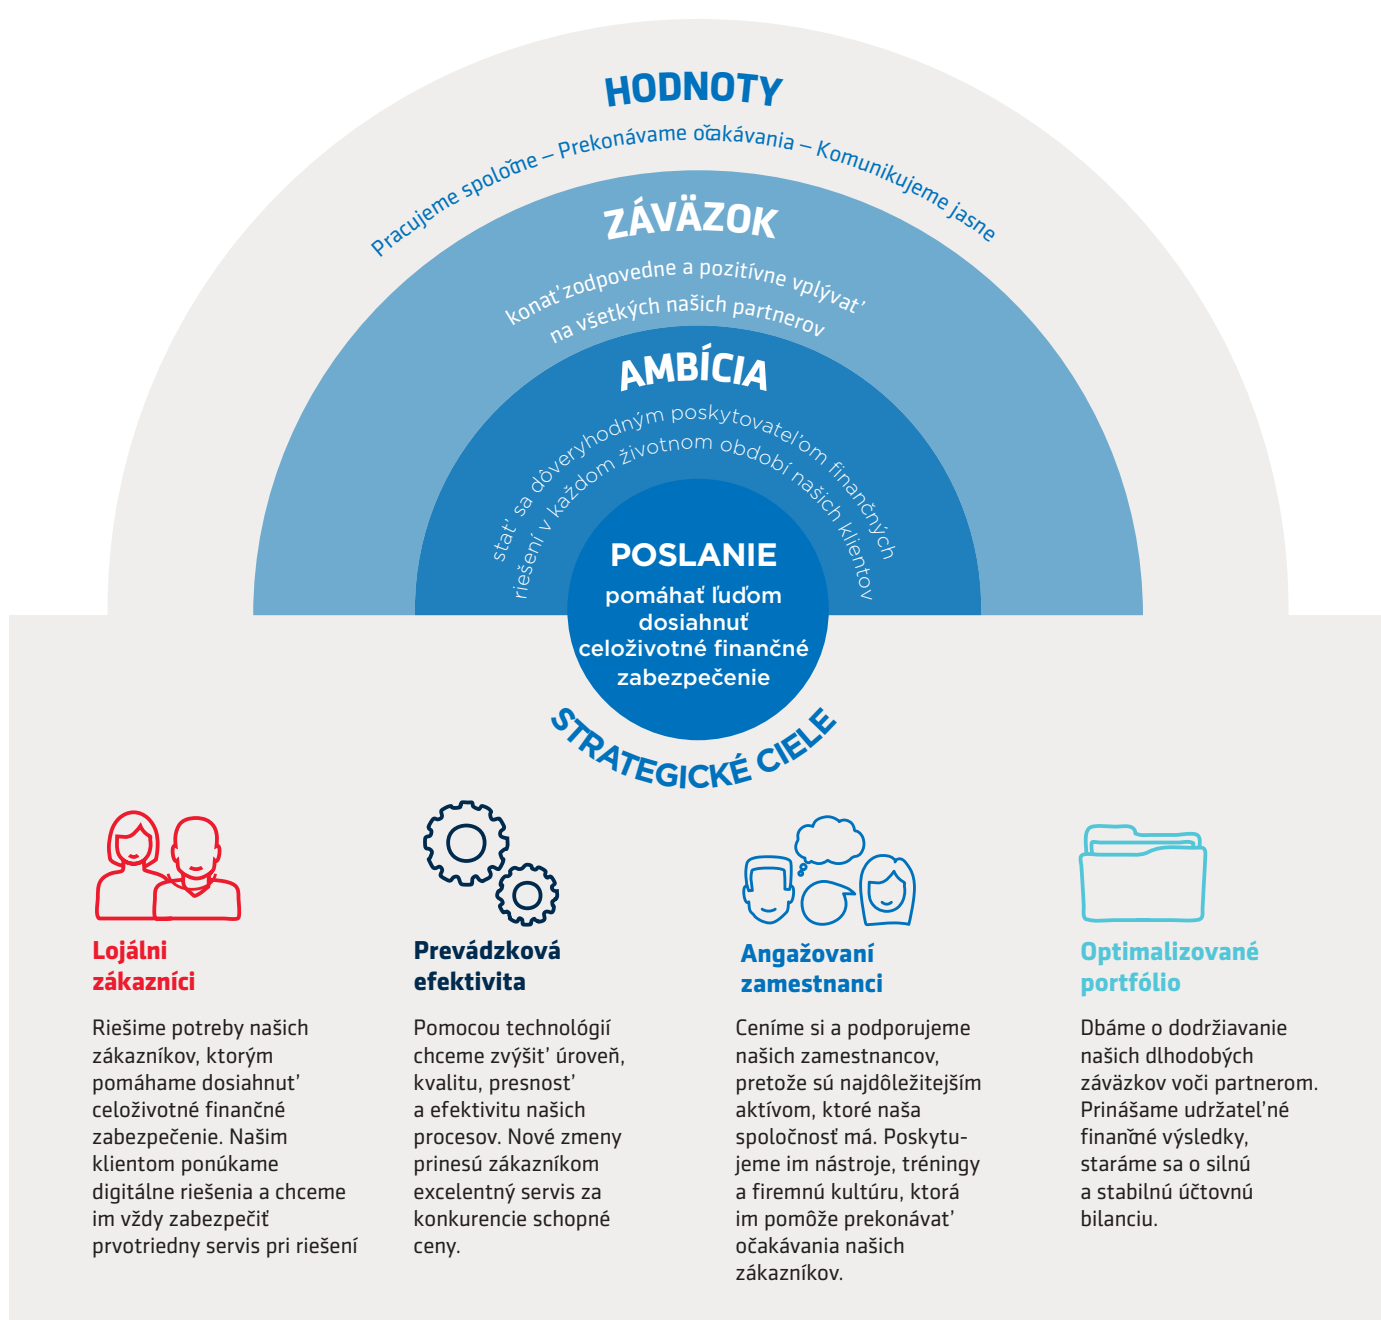 HODNOTY
Pracujeme spoločne – Prekonávame očakávania – Komunikujeme jasne
ZÁVÄZOK
konať zodpovedne a pozitívne vplývať
na všetkých našich partnerov
AMBÍCIA
stať sa dôveryhodným poskytovateľom finančných
riešení v každom životnom období našich klientov
POSLANIE
pomáhať ľuďom
dosiahnuť
celoživotné finančné
zabezpečenie
STRATEGICKÉ CIELE
Lojálni
zákazníci
Riešime potreby našich
zákazníkov, ktorým
pomáhame dosiahnuť
celoživotné finančné
zabezpečenie. Našim
klientom ponúkame
digitálne riešenia a chceme
im vždy zabezpečiť
prvotriedny servis pri riešení
Prevádzková
efektivita
Pomocou technológií
chceme zvýšiť úroveň,
kvalitu, presnosť
a efektivitu našich
procesov. Nové zmeny
prinesú zákazníkom
excelentný servis za
konkurencie schopné
ceny.
Angažovaní
zamestnanci
Ceníme si a podporujeme
našich zamestnancov,
pretože sú najdôležitejším
aktívom, ktoré naša
spoločnosť má. Poskytu-
jeme im nástroje, tréningy
a firemnú kultúru, ktorá
im pomôže prekonávať
očakávania našich
zákazníkov.
Optimalizované
portfólio
Dbáme o dodržiavanie
našich dlhodobých
záväzkov voči partnerom.
Prinášame udržateľné
finančné výsledky,
staráme sa o silnú
a stabilnú účtovnú
bilanciu.